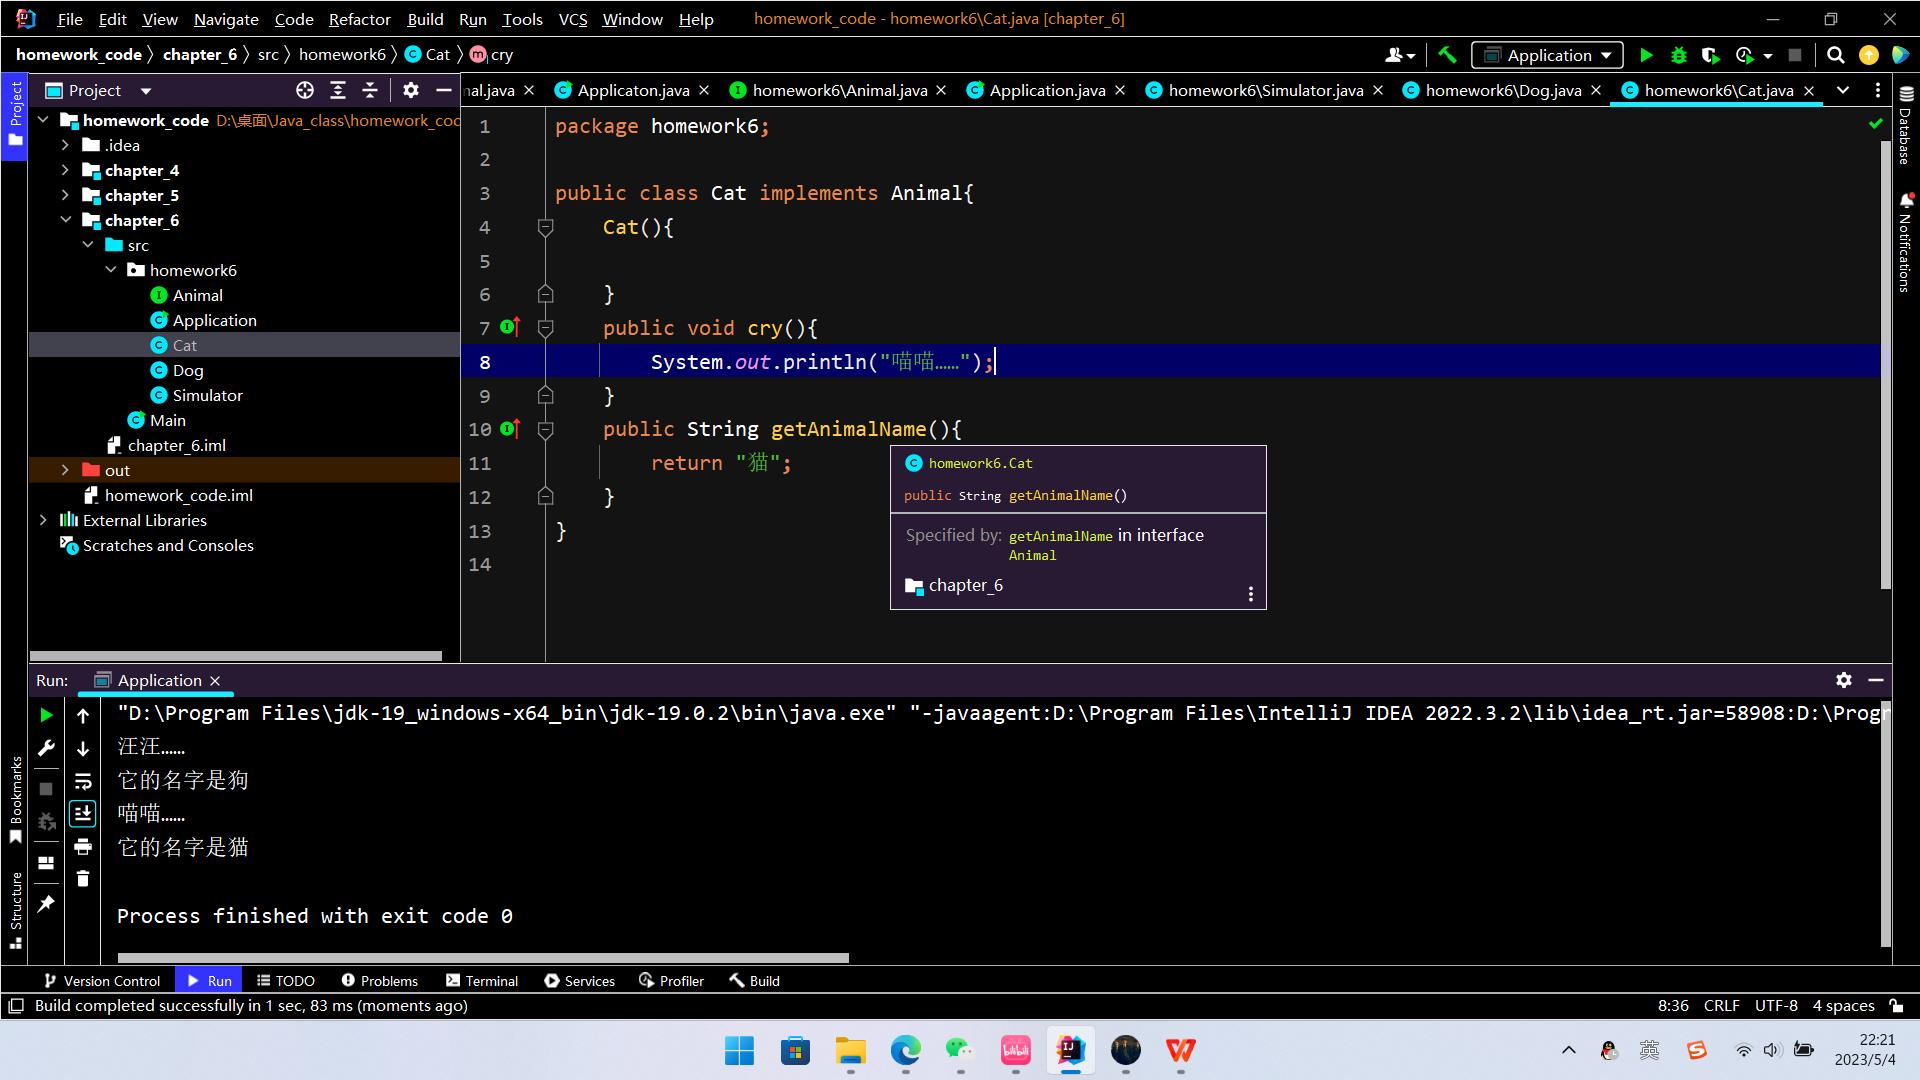 File Edit View Navigate Code Refactor Build Run Tools VCS Window Help homework_code - homework6\Cat.java [chapter_6]
homework_code chapter_6 src homework6 Cat cry
Application
Project
nal.java Applicaton.java homework6\Animal.java Application.java homework6\Simulator.java homework6\Dog.java homework6\Cat.java
Project
homework_code D:\桌面\Java_class\homework_coc
.idea
chapter_4
chapter_5
chapter_6
src
homework6
Animal
Application
Cat
Dog
Simulator
Main
chapter_6.iml
out
homework_code.iml
External Libraries
Scratches and Consoles
1 package homework6;
2
3 public class Cat implements Animal{
4 Cat(){
5
6 }
7 public void cry(){
8 System.out.println("喵喵……");
9 }
10 public String getAnimalName(){
11 return "猫";
12 }
13 }
14
homework6.Cat
public String getAnimalName()
Specified by: getAnimalName in interface
Animal
chapter_6
Database
Notifications
Run: Application
"D:\Program Files\jdk-19_windows-x64_bin\jdk-19.0.2\bin\java.exe" "-javaagent:D:\Program Files\IntelliJ IDEA 2022.3.2\lib\idea_rt.jar=58908:D:\Progr
汪汪……
它的名字是狗
喵喵……
它的名字是猫
Process finished with exit code 0
Bookmarks
Structure
Version Control Run TODO Problems Terminal Services Profiler Build
Build completed successfully in 1 sec, 83 ms (moments ago) 8:36 CRLF UTF-8 4 spaces
bilibili
IJ
英
22:21
2023/5/4